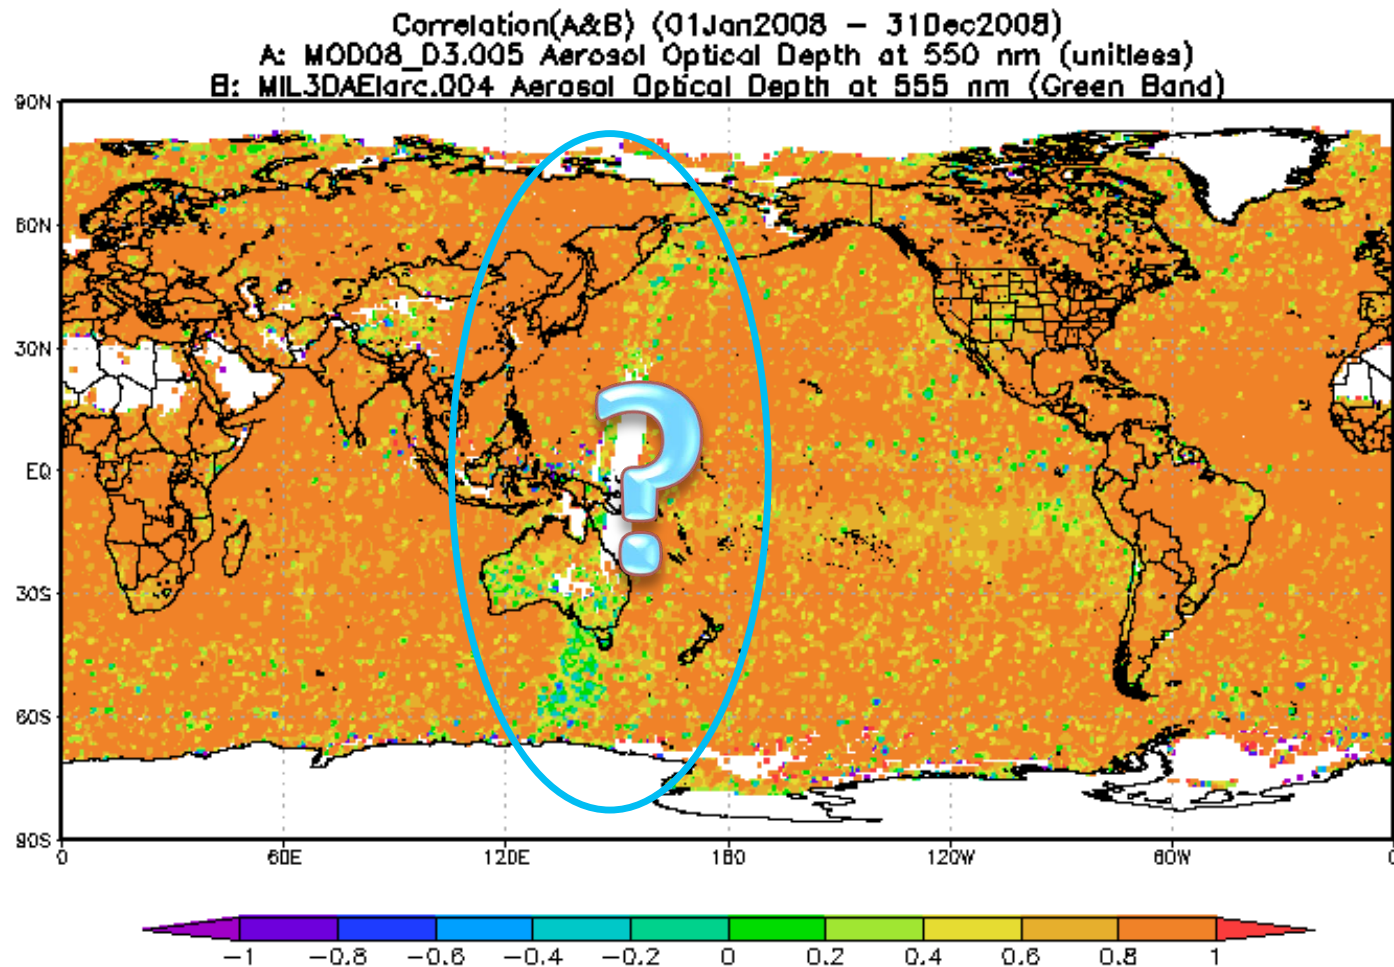 Correlation(A&B) (01Jan2008 – 31Dec2008)
A: MOD08_D3.005 Aerosol Optical Depth at 550 nm (unitless)
B: MIL3DAElarc.004 Aerosol Optical Depth at 555 nm (Green Band)
90N
60N
30N
EQ
30S
60S
90S
0 60E 120E 180 120W 60W 0
?
-1 -0.8 -0.6 -0.4 -0.2 0 0.2 0.4 0.6 0.8 1